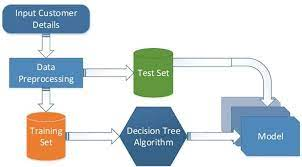 Input Customer
Details
Data
Preprocessing
Test Set
Training
Set
Decision Tree
Algorithm
Model